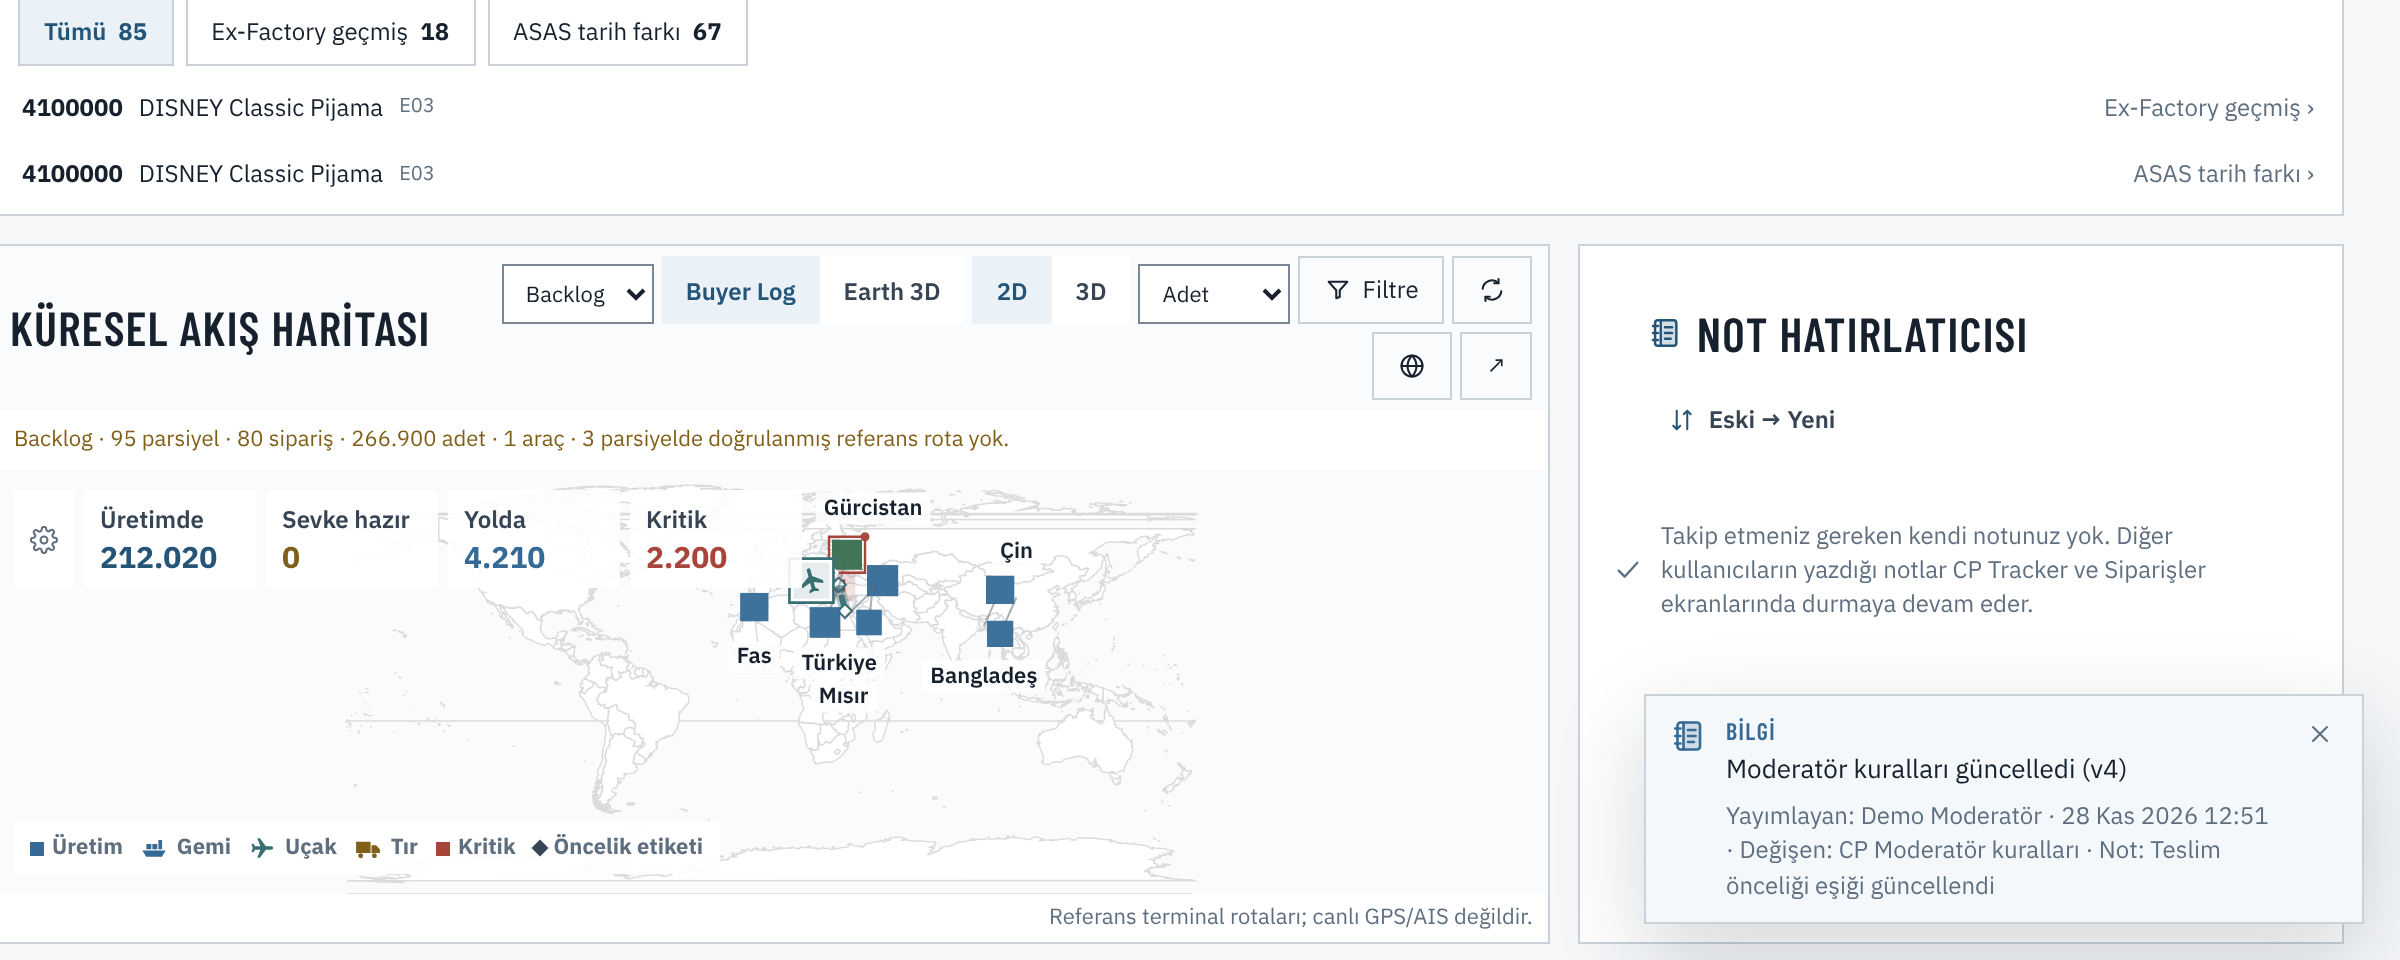 Tümü 85
Ex-Factory geçmiş 18
ASAS tarih farkı 67
4100000 DISNEY Classic Pijama E03
Ex-Factory geçmiş ›
4100000 DISNEY Classic Pijama E03
ASAS tarih farkı ›
KÜRESEL AKIŞ HARİTASI
Backlog
Buyer Log
Earth 3D
2D
3D
Adet
Filtre
Backlog · 95 parsiyel · 80 sipariş · 266.900 adet · 1 araç · 3 parsiyelde doğrulanmış referans rota yok.
Üretimde
212.020
Sevke hazır
0
Yolda
4.210
Kritik
2.200
Gürcistan
Çin
Fas
Türkiye
Mısır
Bangladeş
Üretim
Gemi
Uçak
Tır
Kritik
Öncelik etiketi
Referans terminal rotaları; canlı GPS/AIS değildir.
NOT HATIRLATICISI
Eski → Yeni
Takip etmeniz gereken kendi notunuz yok. Diğer
kullanıcıların yazdığı notlar CP Tracker ve Siparişler
ekranlarında durmaya devam eder.
BİLGİ
Moderatör kuralları güncelledi (v4)
Yayımlayan: Demo Moderatör · 28 Kas 2026 12:51
· Değişen: CP Moderatör kuralları · Not: Teslim
önceliği eşiği güncellendi